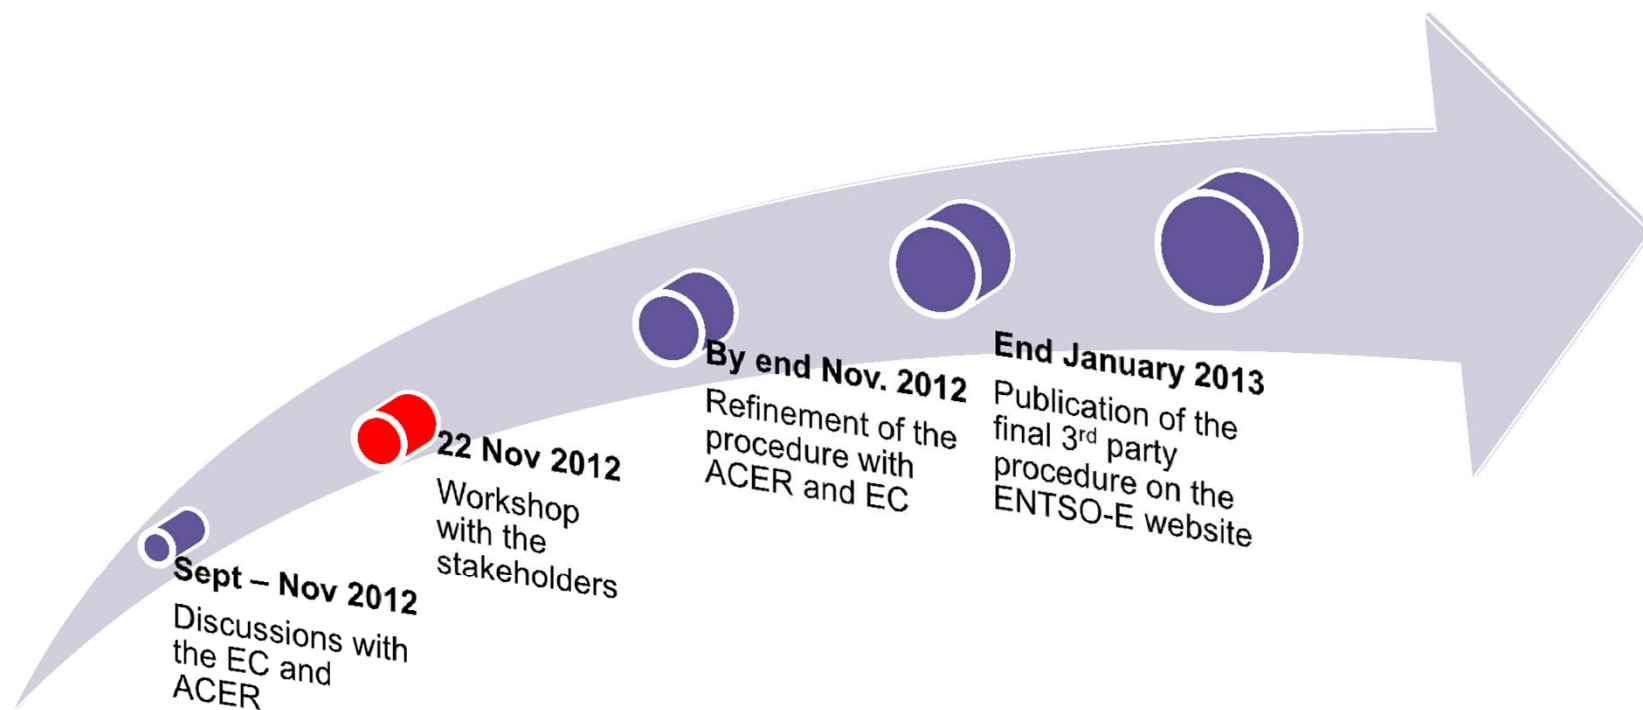 Sept – Nov 2012
Discussions with
the EC and
ACER
22 Nov 2012
Workshop
with the
stakeholders
By end Nov. 2012
Refinement of the
procedure with
ACER and EC
End January 2013
Publication of the
final 3rd party
procedure on the
ENTSO-E website